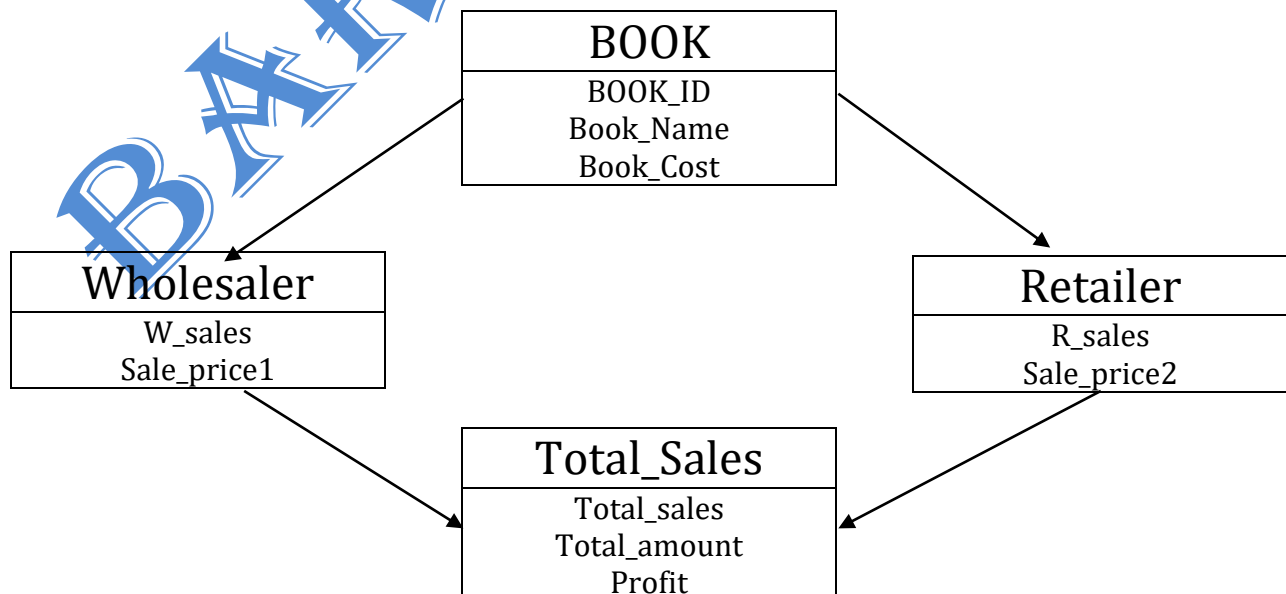 BOOK
BOOK_ID
Book_Name
Book_Cost
Wholesaler
W_sales
Sale_price1
Retailer
R_sales
Sale_price2
Total_Sales
Total_sales
Total_amount
Profit